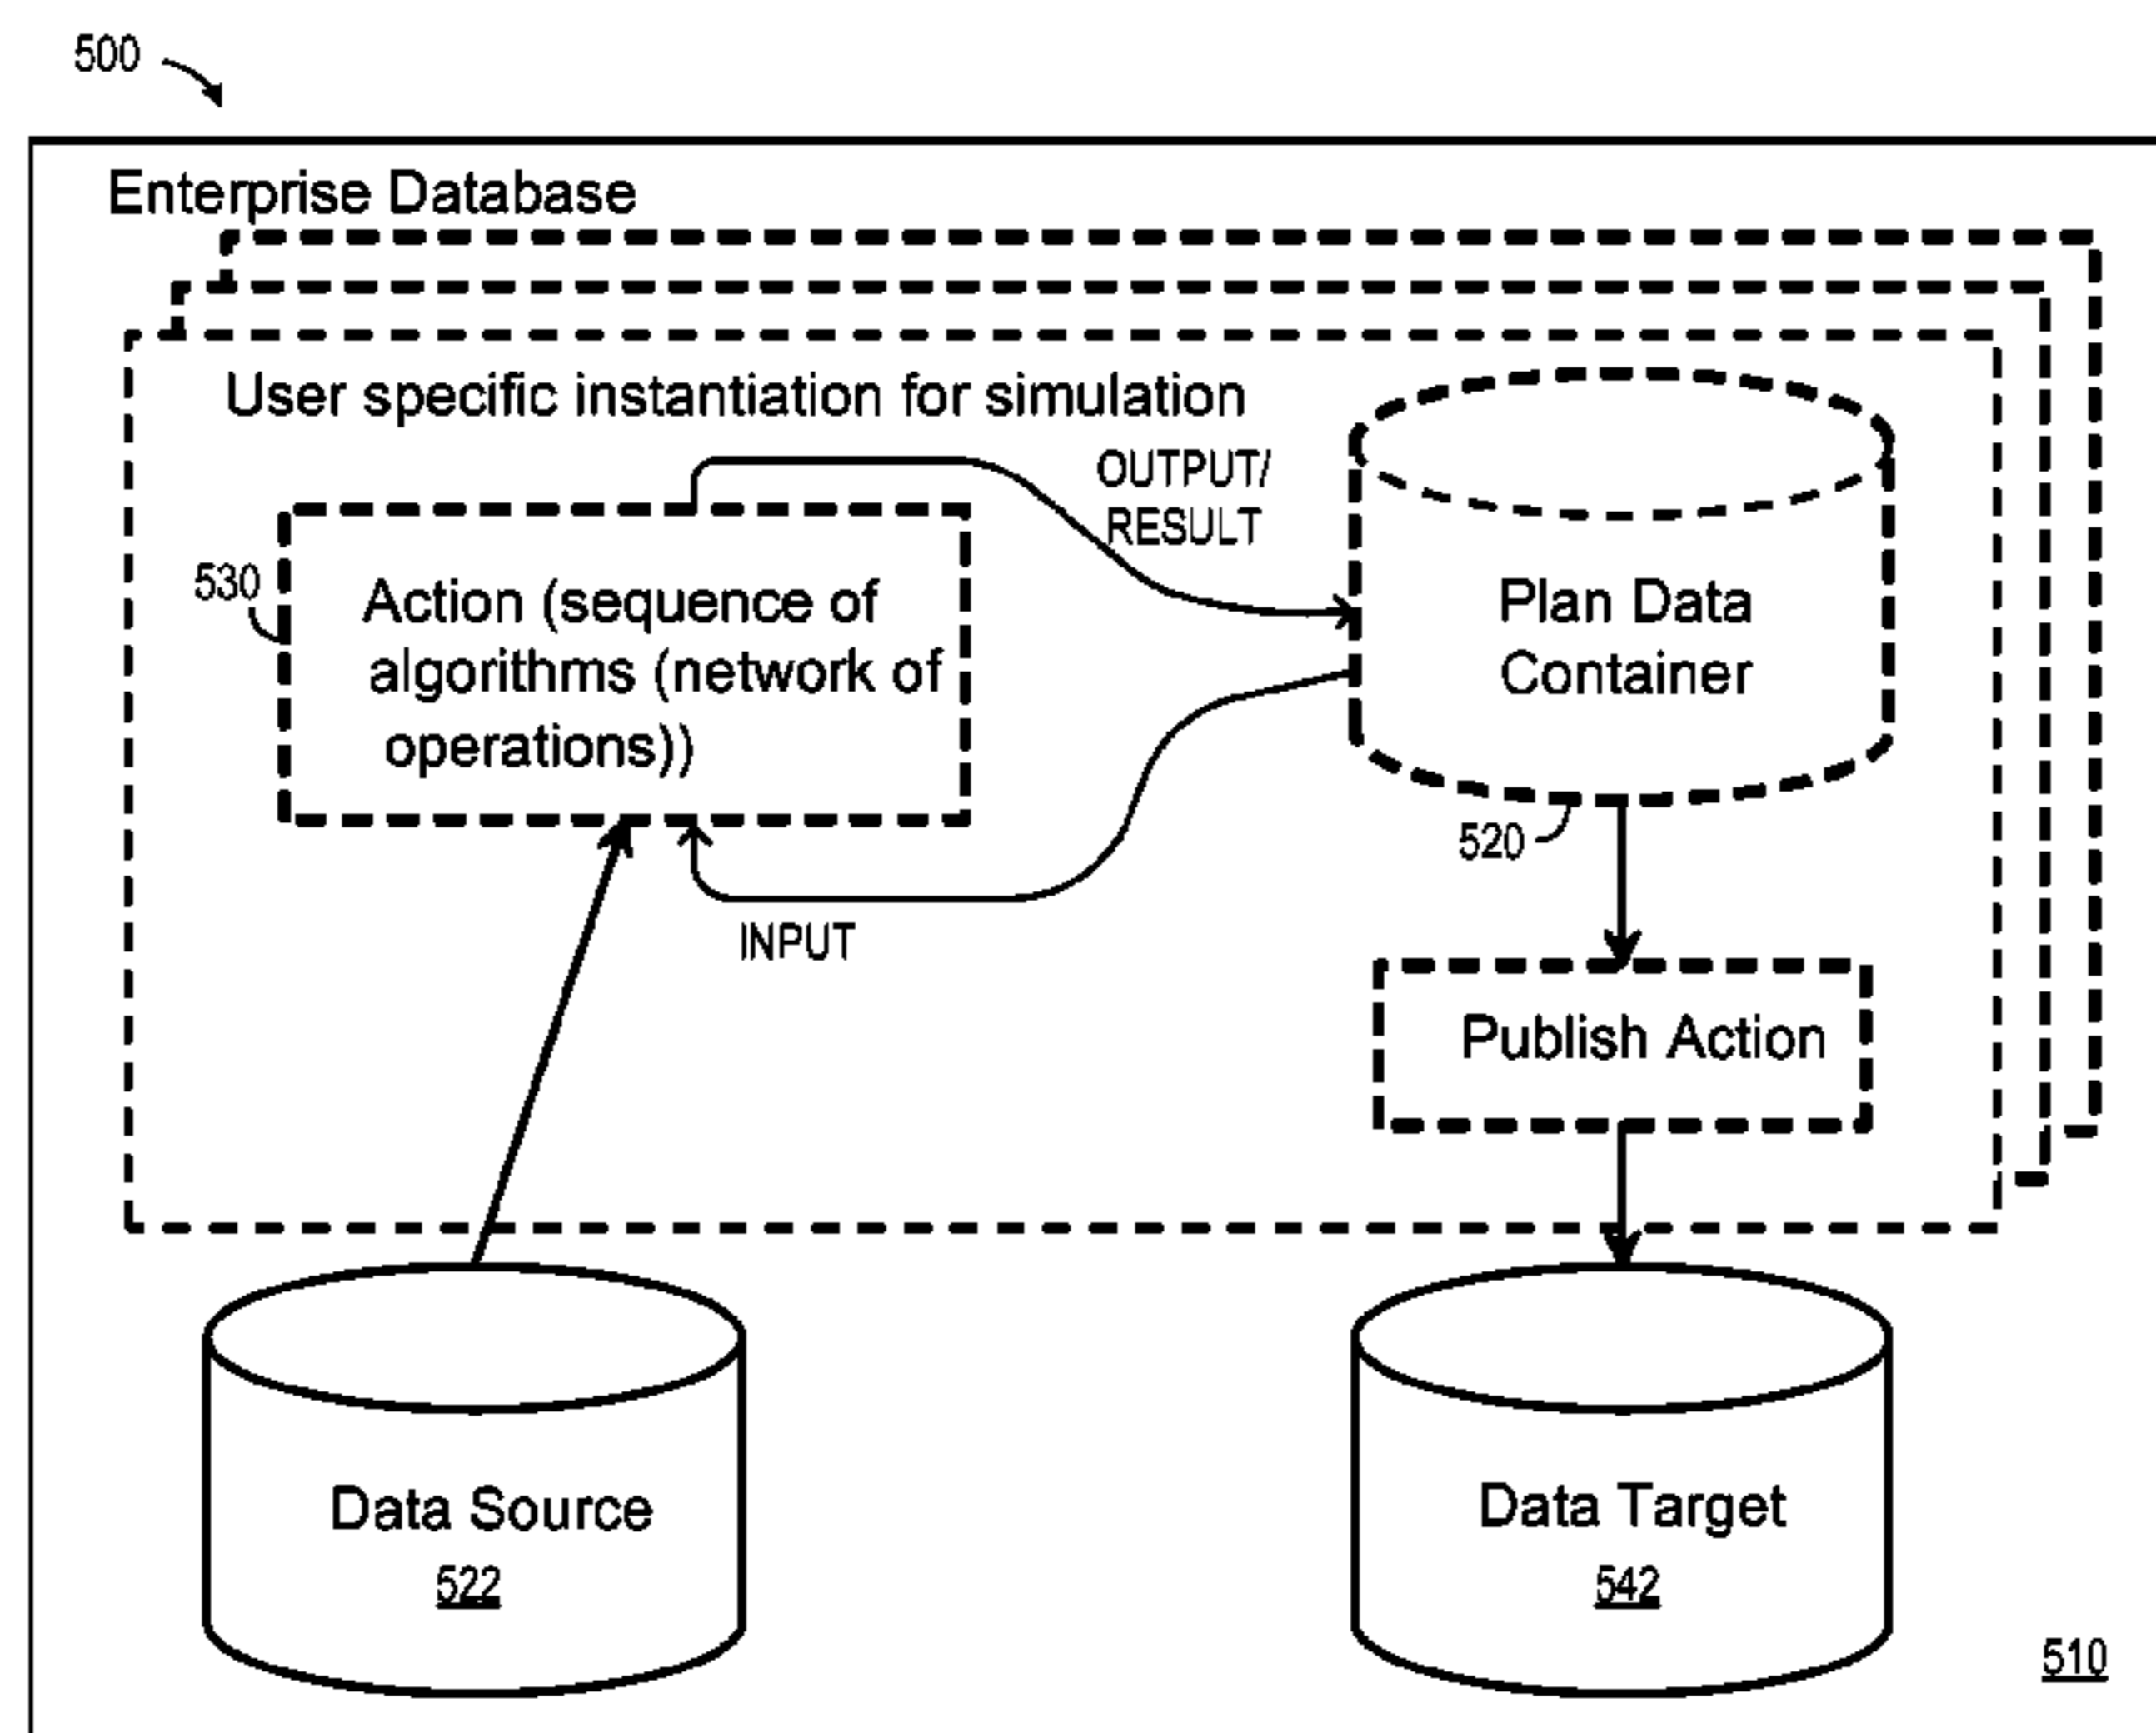 500
Enterprise Database
User specific instantiation for simulation
OUTPUT/
RESULT
530
Action (sequence of
algorithms (network of
operations))
Plan Data
Container
520
INPUT
Publish Action
Data Source
522
Data Target
542
510